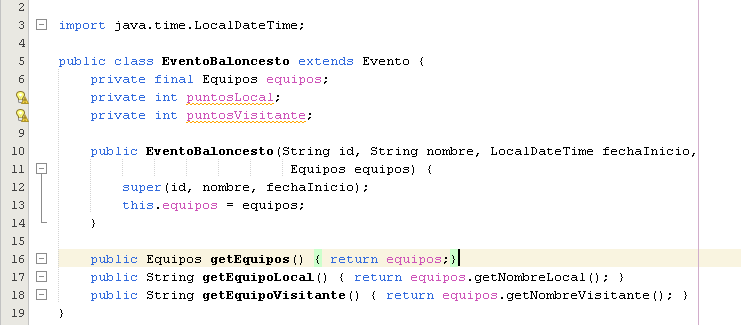 2
3 import java.time.LocalDateTime;
4
5 public class EventoBaloncesto extends Evento {
6 private final Equipos equipos;
private int puntosLocal;
private int puntosVisitante;
9
10 public EventoBaloncesto(String id, String nombre, LocalDateTime fechaInicio,
11 Equipos equipos) {
12 super(id, nombre, fechaInicio);
13 this.equipos = equipos;
14 }
15
16 public Equipos getEquipos() { return equipos;}
17 public String getEquipoLocal() { return equipos.getNombreLocal(); }
18 public String getEquipoVisitante() { return equipos.getNombreVisitante(); }
19 }